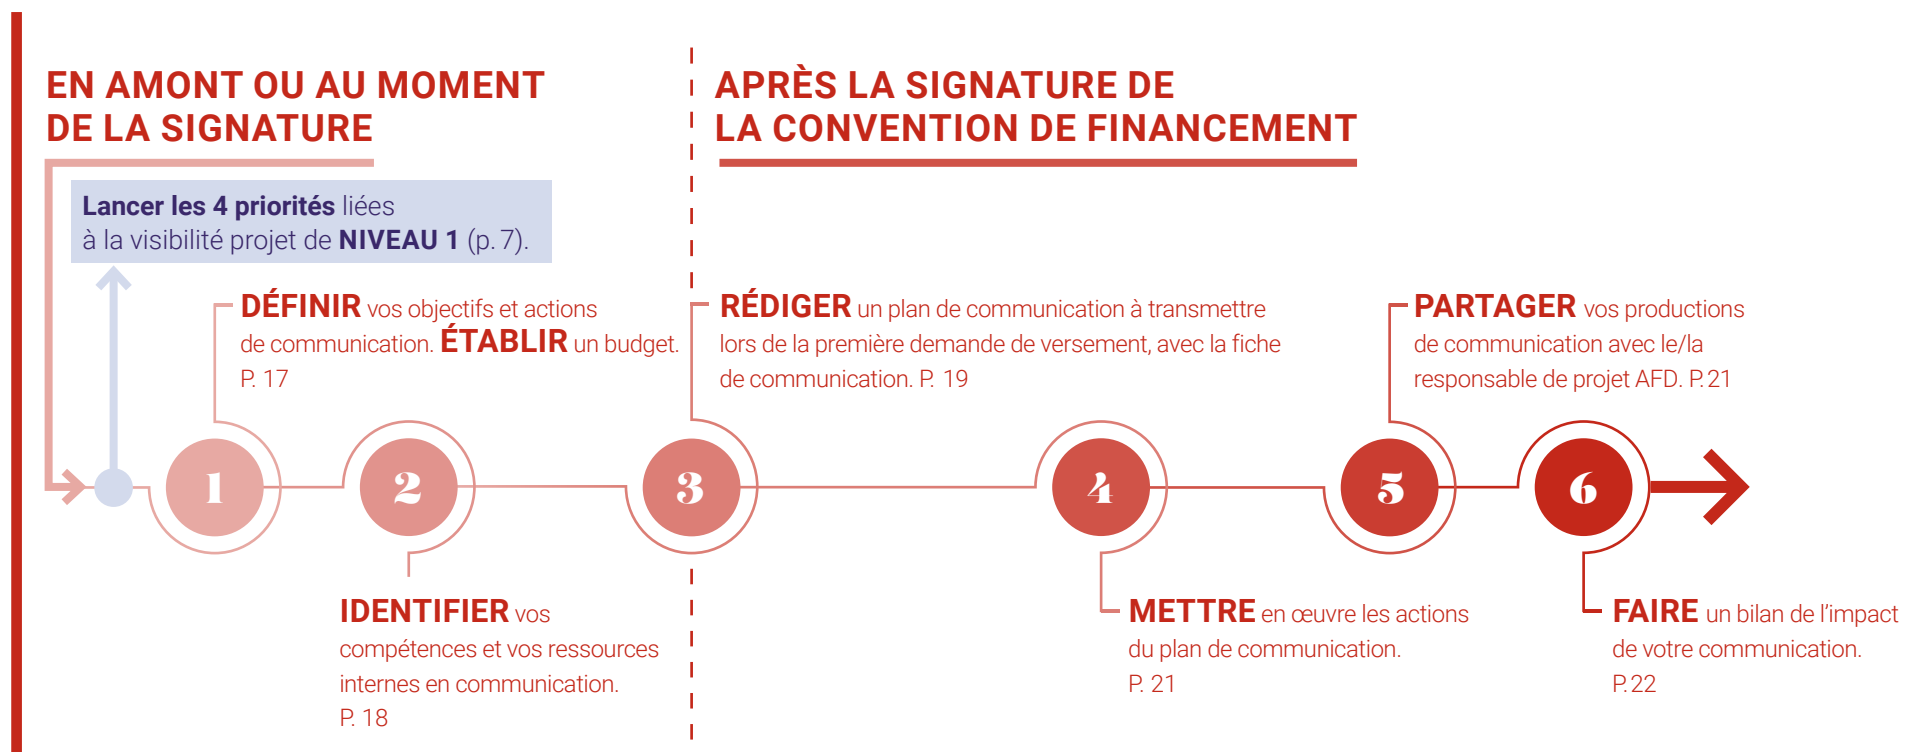 EN AMONT OU AU MOMENT
DE LA SIGNATURE
Lancer les 4 priorités liées
à la visibilité projet de NIVEAU 1 (p. 7).
APRÈS LA SIGNATURE DE
LA CONVENTION DE FINANCEMENT
DÉFINIR vos objectifs et actions
de communication. ÉTABLIR un budget.
P. 17
RÉDIGER un plan de communication à transmettre
lors de la première demande de versement, avec la fiche
de communication. P. 19
PARTAGER vos productions
de communication avec le/la
responsable de projet AFD. P. 21
1
2
3
4
5
6
IDENTIFIER vos
compétences et vos ressources
internes en communication.
P. 18
METTRE en œuvre les actions
du plan de communication.
P. 21
FAIRE un bilan de l’impact
de votre communication.
P. 22